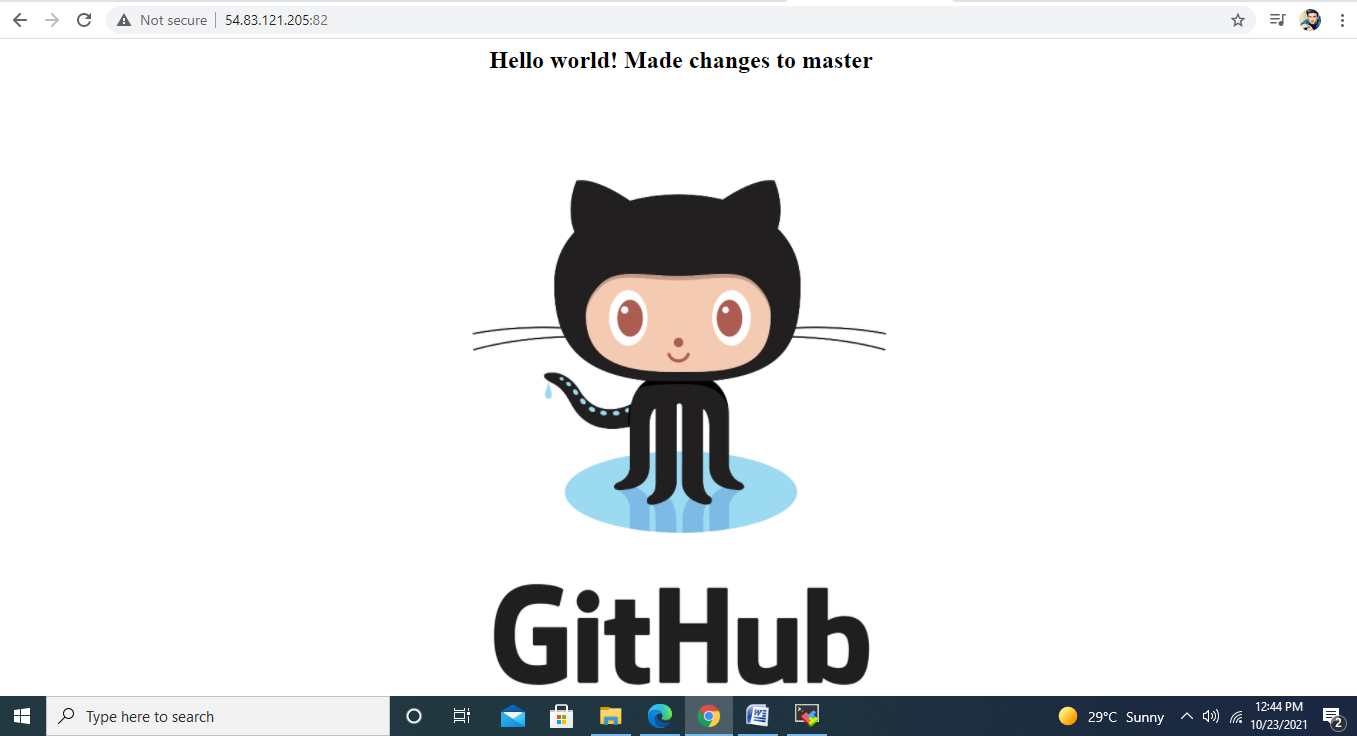 Not secure | 54.83.121.205:82
Hello world! Made changes to master
GitHub
Type here to search
29°C Sunny
12:44 PM
10/23/2021
2